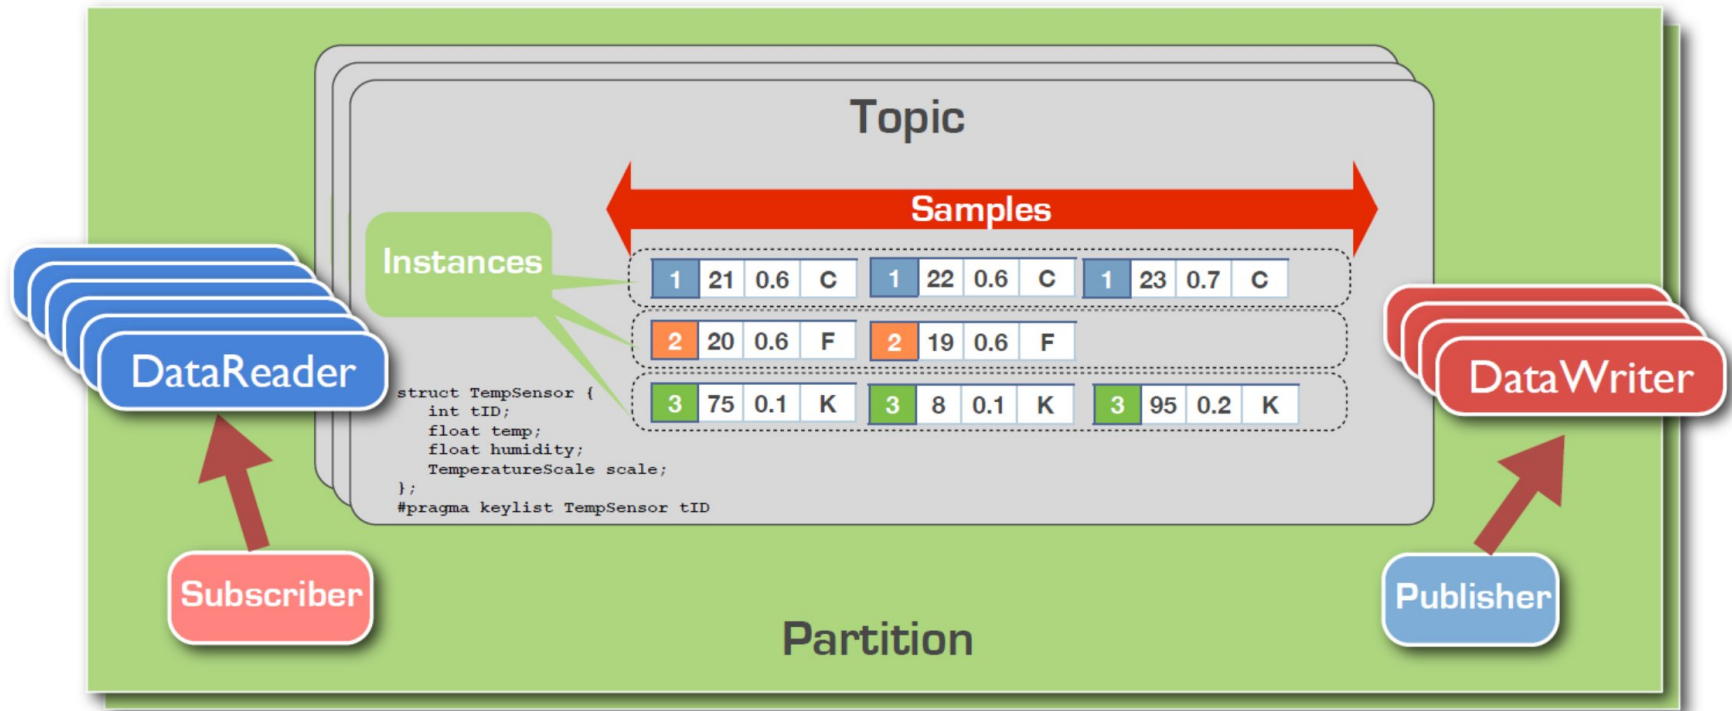 Topic
Samples
Instances
1 21 0.6 C 1 22 0.6 C 1 23 0.7 C
2 20 0.6 F 2 19 0.6 F
3 75 0.1 K 3 8 0.1 K 3 95 0.2 K
DataReader
DataWriter
struct TempSensor {
int tID;
float temp;
float humidity;
TemperatureScale scale;
};
#pragma keylist TempSensor tID
Subscriber
Publisher
Partition